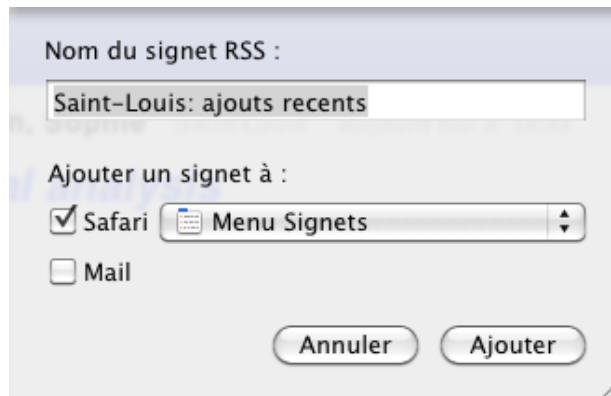 Nom du signet RSS :
Saint-Louis: ajouts recents
Ajouter un signet à :
Safari Menu Signets
Mail
Annuler Ajouter